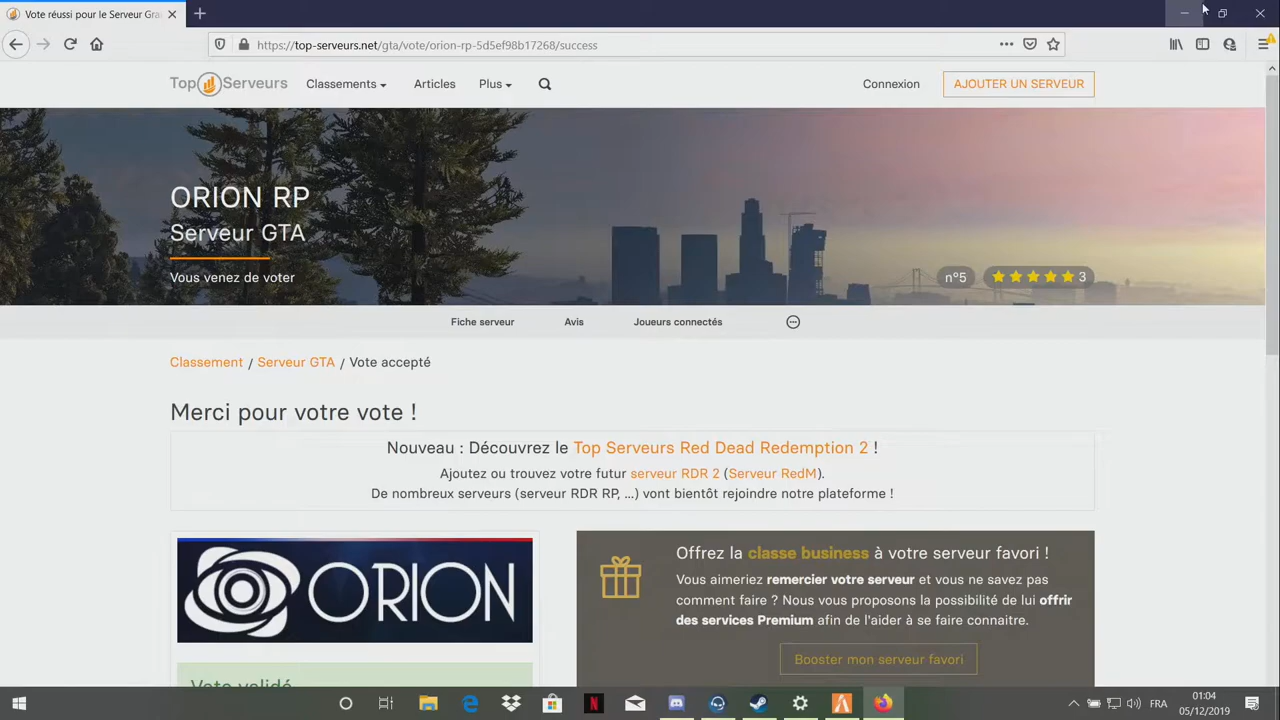 Vote réussi pour le Serveur Gra
https://top-serveurs.net/gta/vote/orion-rp-5d5ef98b17268/success
Top Serveurs
Classements
Articles
Plus
Connexion
AJOUTER UN SERVEUR
ORION RP
Serveur GTA
Vous venez de voter
n°5
3
Fiche serveur
Avis
Joueurs connectés
Classement / Serveur GTA / Vote accepté
Merci pour votre vote !
Nouveau : Découvrez le Top Serveurs Red Dead Redemption 2 !
Ajoutez ou trouvez votre futur serveur RDR 2 (Serveur RedM).
De nombreux serveurs (serveur RDR RP, ...) vont bientôt rejoindre notre plateforme !
ORION
Vote validé
Offrez la classe business à votre serveur favori !
Vous aimeriez remercier votre serveur et vous ne savez pas
comment faire ? Nous vous proposons la possibilité de lui offrir
des services Premium afin de l'aider à se faire connaitre.
Booster mon serveur favori
FRA
01:04
05/12/2019